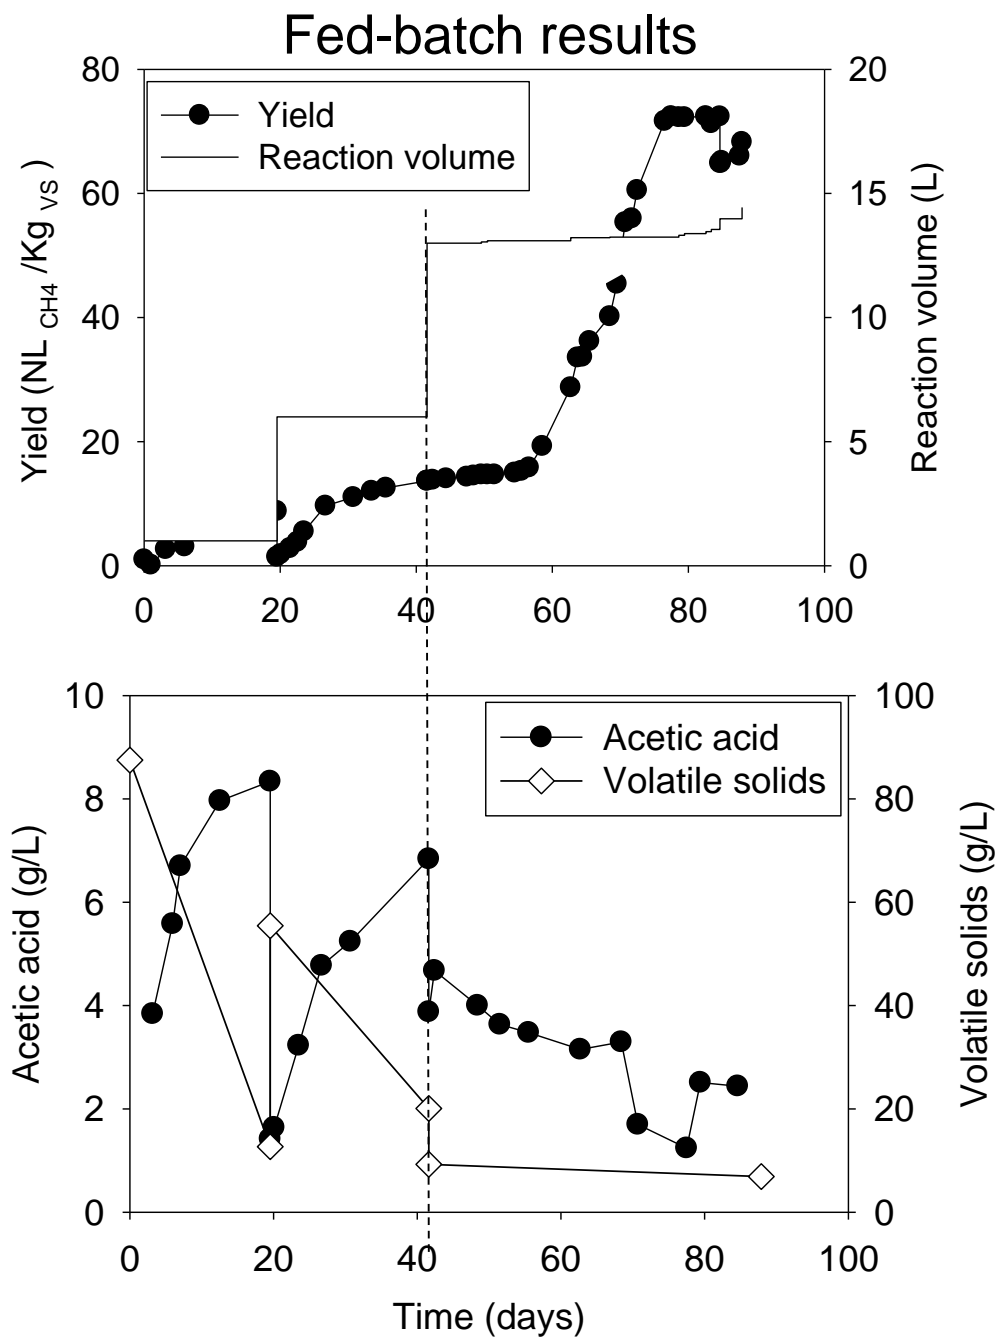 Fed-batch results
80
60
40
20
0
Yield (NL CH4 /Kg VS )
20
15
10
5
0
Reaction volume (L)
Yield
Reaction volume
0 20 40 60 80 100
10
8
6
4
2
0
Acetic acid (g/L)
100
80
60
40
20
0
Volatile solids (g/L)
Acetic acid
Volatile solids
0 20 40 60 80 100
Time (days)